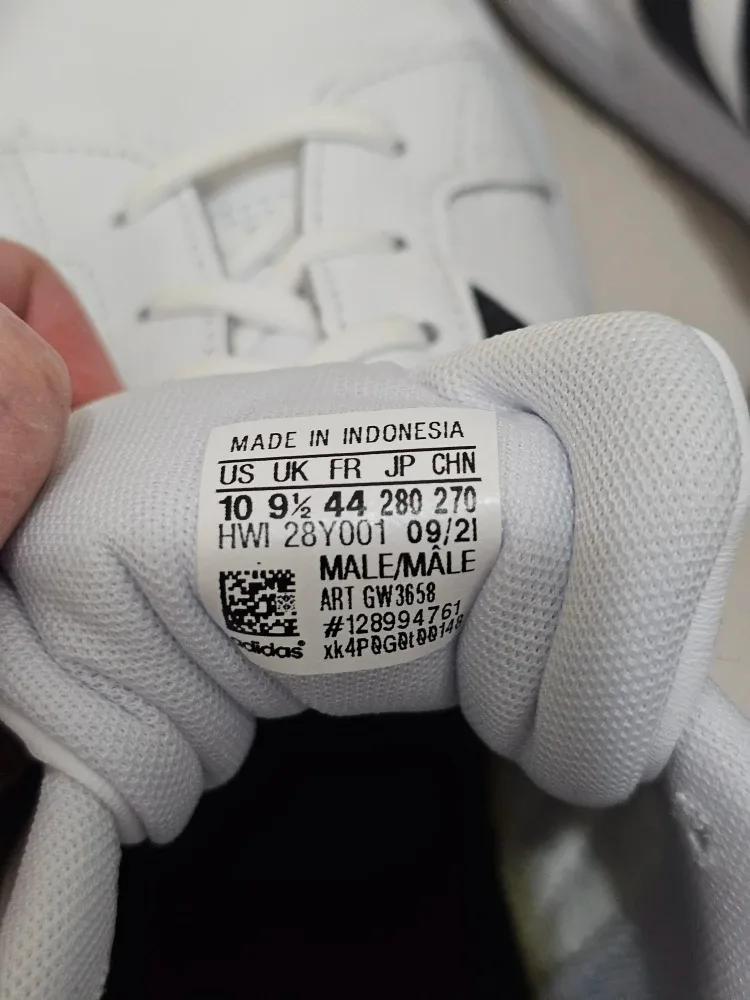 MADE IN INDONESIA
US UK FR JP CHN
10 9½ 44 280 270
HWI 28Y001 09/21
MALE/MÂLE
ART GW3658
#128994761
xk4P0G0t00148
adidas®